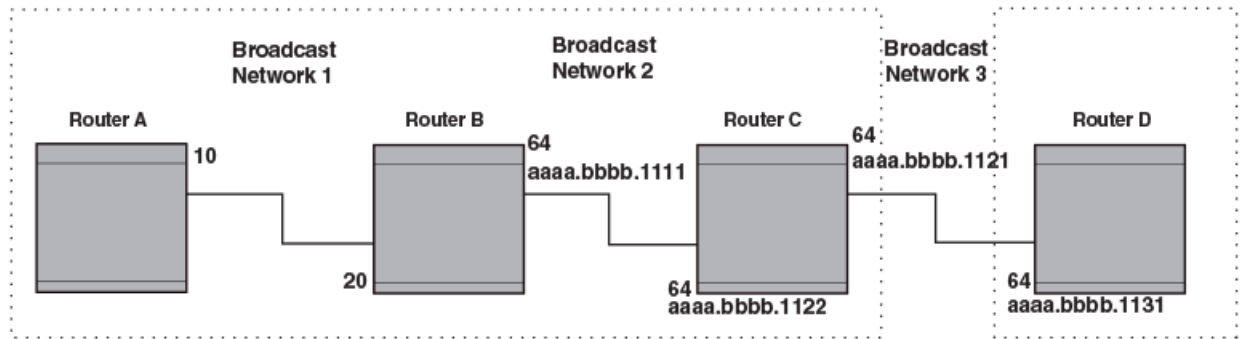 Broadcast
Network 1
Broadcast
Network 2
Broadcast
Network 3
Router A
Router B
Router C
Router D
10
64
aaaa.bbbb.1111
64
aaaa.bbbb.1121
20
64
aaaa.bbbb.1122
64
aaaa.bbbb.1131